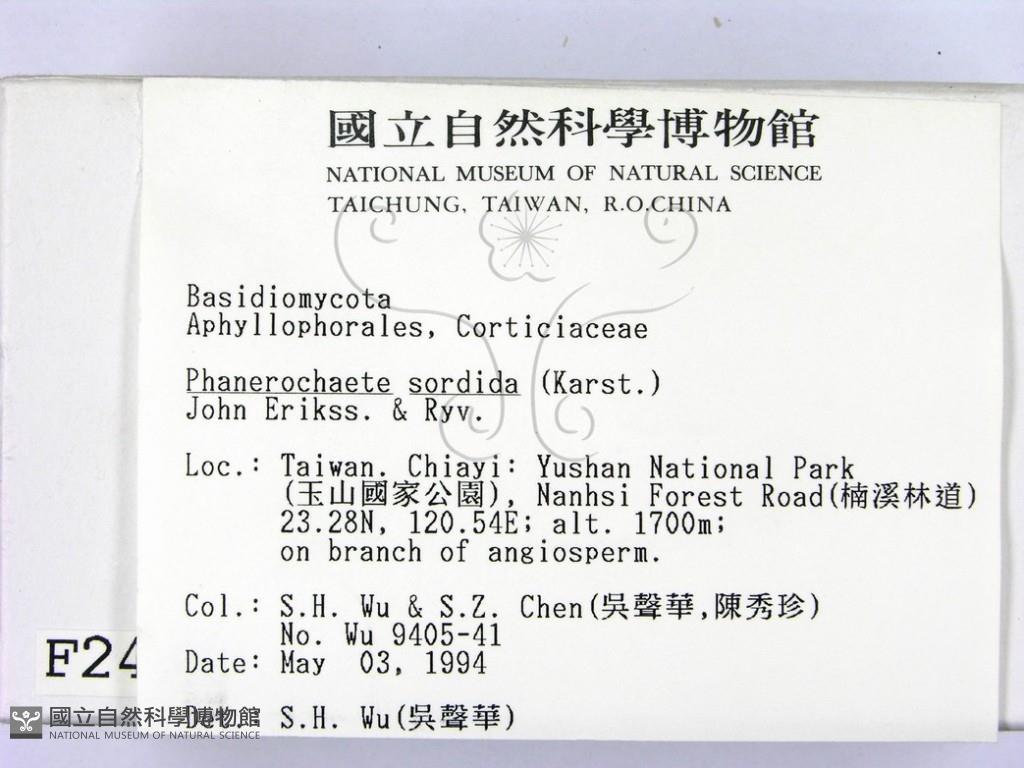 國立自然科學博物館
NATIONAL MUSEUM OF NATURAL SCIENCE
TAICHUNG, TAIWAN, R.O.CHINA
Basidiomycota
Aphyllophorales, Corticiaceae
Phanerochaete sordida (Karst.)
John Erikss. & Ryv.
Loc.: Taiwan. Chiayi: Yushan National Park
(玉山國家公園), Nanhsi Forest Road(楠溪林道)
23.28N, 120.54E; alt. 1700m;
on branch of angiosperm.
Col.: S.H. Wu & S.Z. Chen(吳聲華,陳秀珍)
No. Wu 9405-41
Date: May 03, 1994
Det.: S.H. Wu(吳聲華)
F24
國立自然科學博物館
NATIONAL MUSEUM OF NATURAL SCIENCE